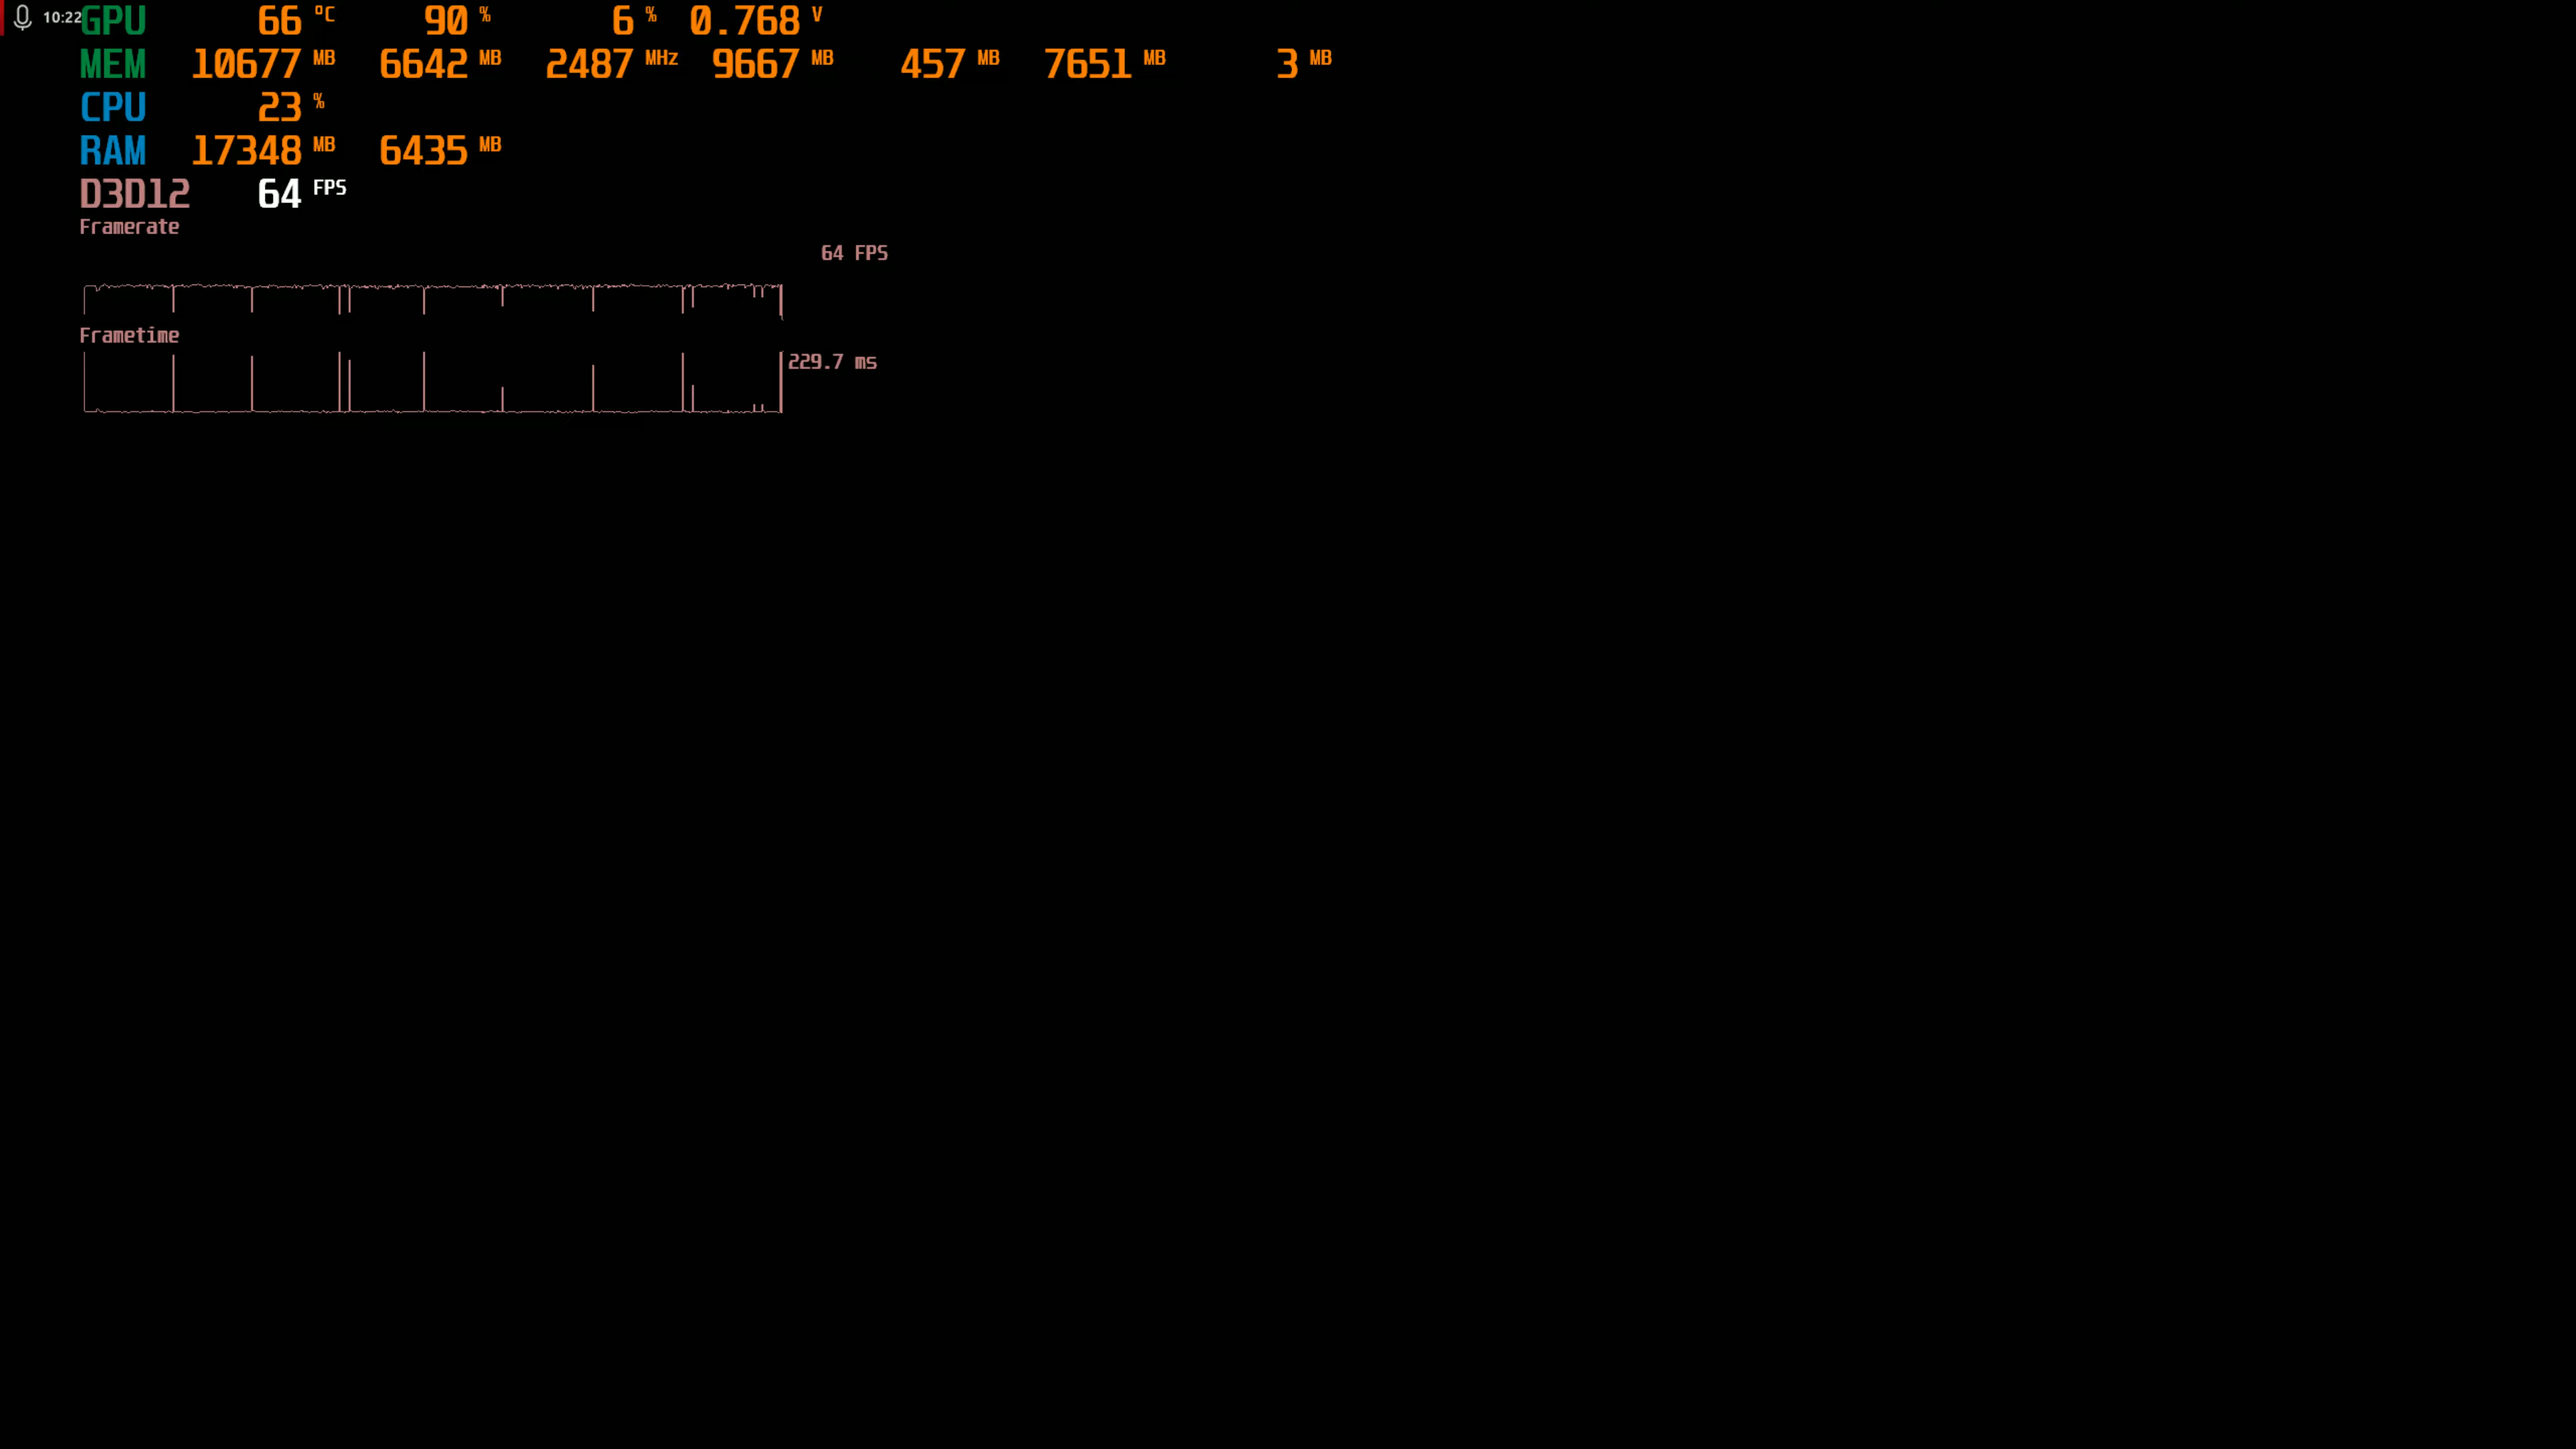 10:22 GPU 66 °C 90 % 6 % 0.768 V
MEM 10677 MB 6642 MB 2487 MHz 9667 MB 457 MB 7651 MB 3 MB
CPU 23 %
RAM 17348 MB 6435 MB
D3D12 64 FPS
Framerate
64 FPS
Frametime
229.7 ms